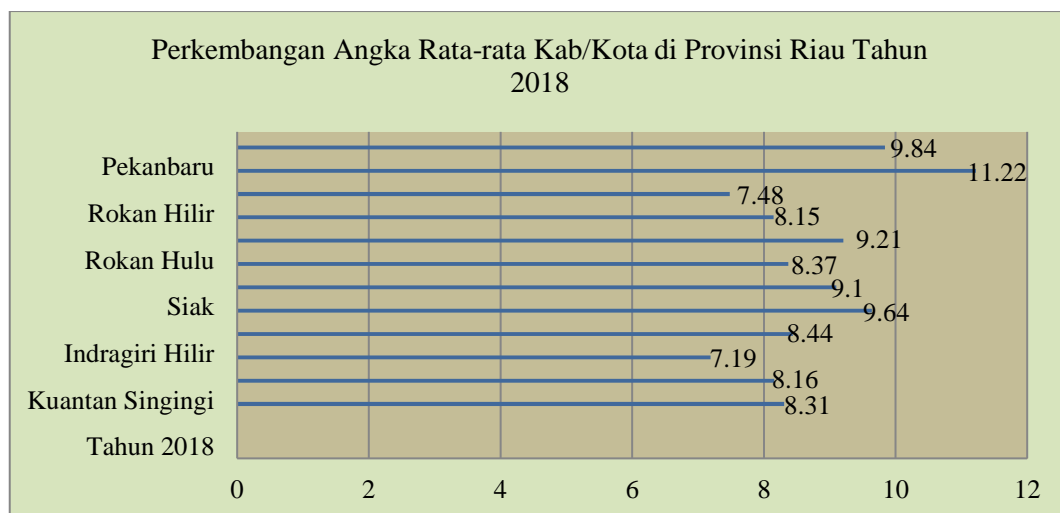 Perkembangan Angka Rata-rata Kab/Kota di Provinsi Riau Tahun
2018
9.84
Pekanbaru
11.22
7.48
Rokan Hilir
8.15
9.21
Rokan Hulu
8.37
9.1
Siak
9.64
8.44
Indragiri Hilir
7.19
8.16
Kuantan Singingi
8.31
Tahun 2018
0 2 4 6 8 10 12